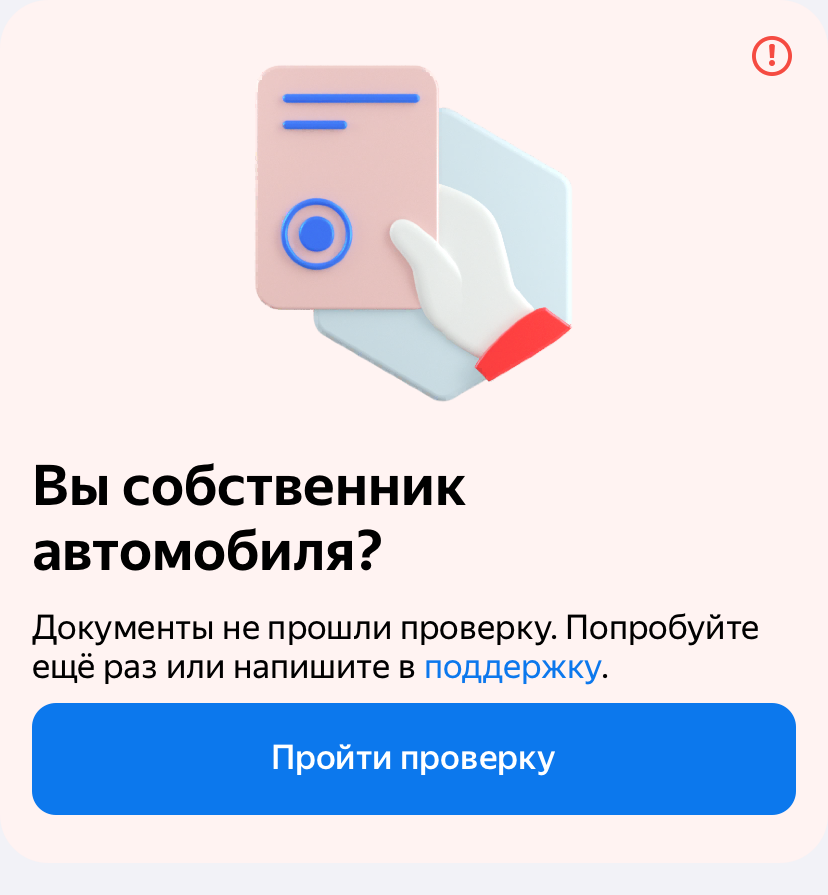 Вы собственник
автомобиля?
Документы не прошли проверку. Попробуйте
ещё раз или напишите в поддержку.
Пройти проверку